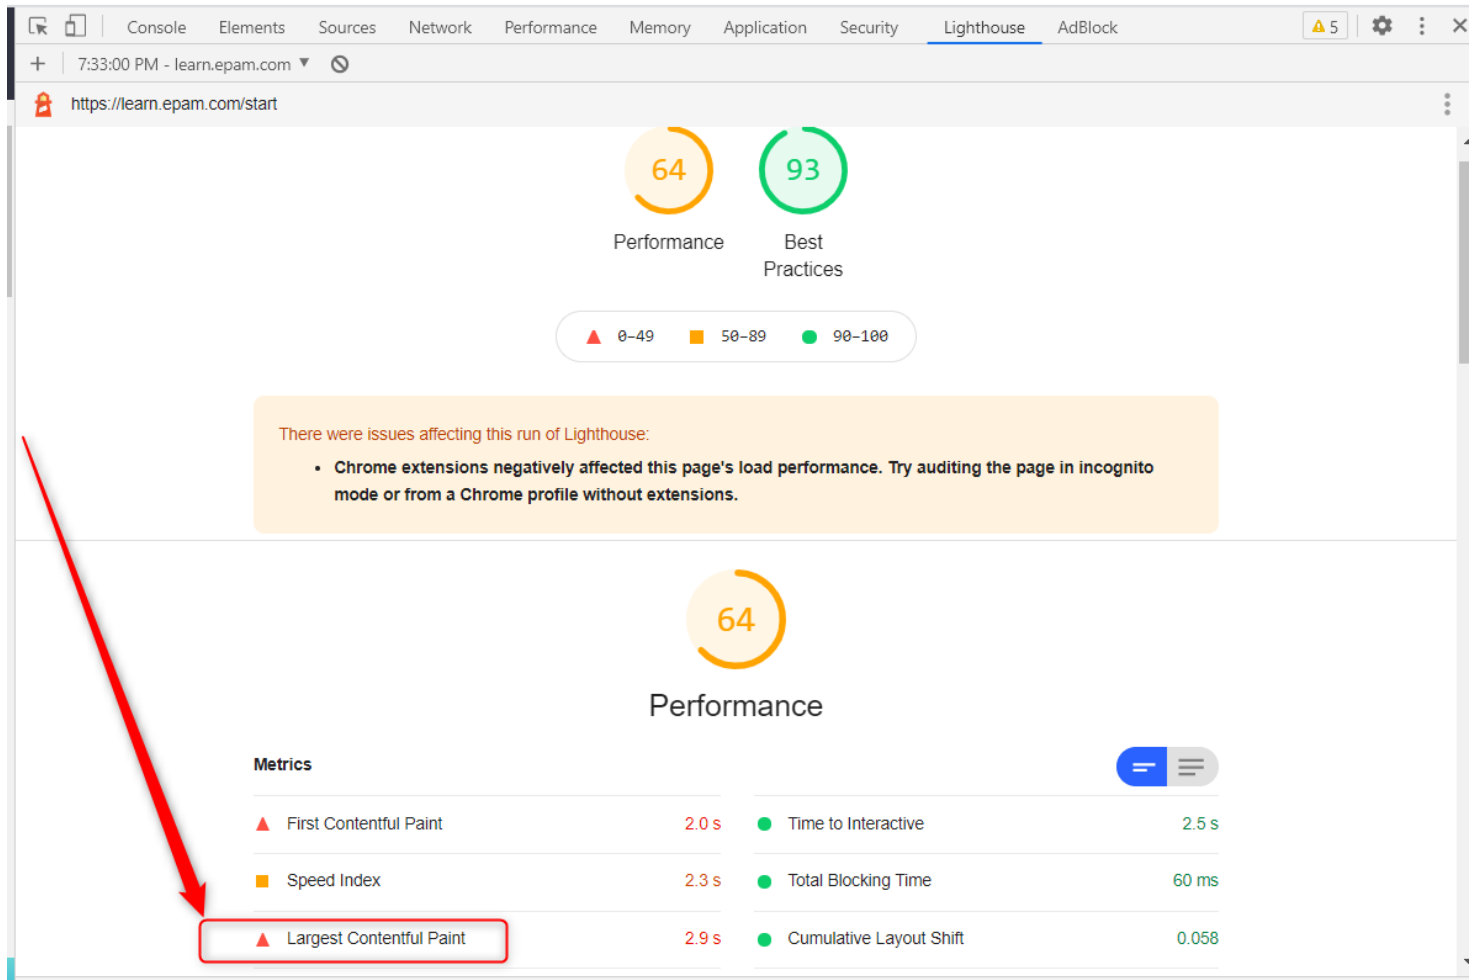 Console Elements Sources Network Performance Memory Application Security Lighthouse AdBlock 5
7:33:00 PM - learn.epam.com
https://learn.epam.com/start
64 93
Performance Best
Practices
0–49 50–89 90–100
There were issues affecting this run of Lighthouse:
• Chrome extensions negatively affected this page's load performance. Try auditing the page in incognito
mode or from a Chrome profile without extensions.
64
Performance
Metrics
First Contentful Paint 2.0 s Time to Interactive 2.5 s
Speed Index 2.3 s Total Blocking Time 60 ms
Largest Contentful Paint 2.9 s Cumulative Layout Shift 0.058